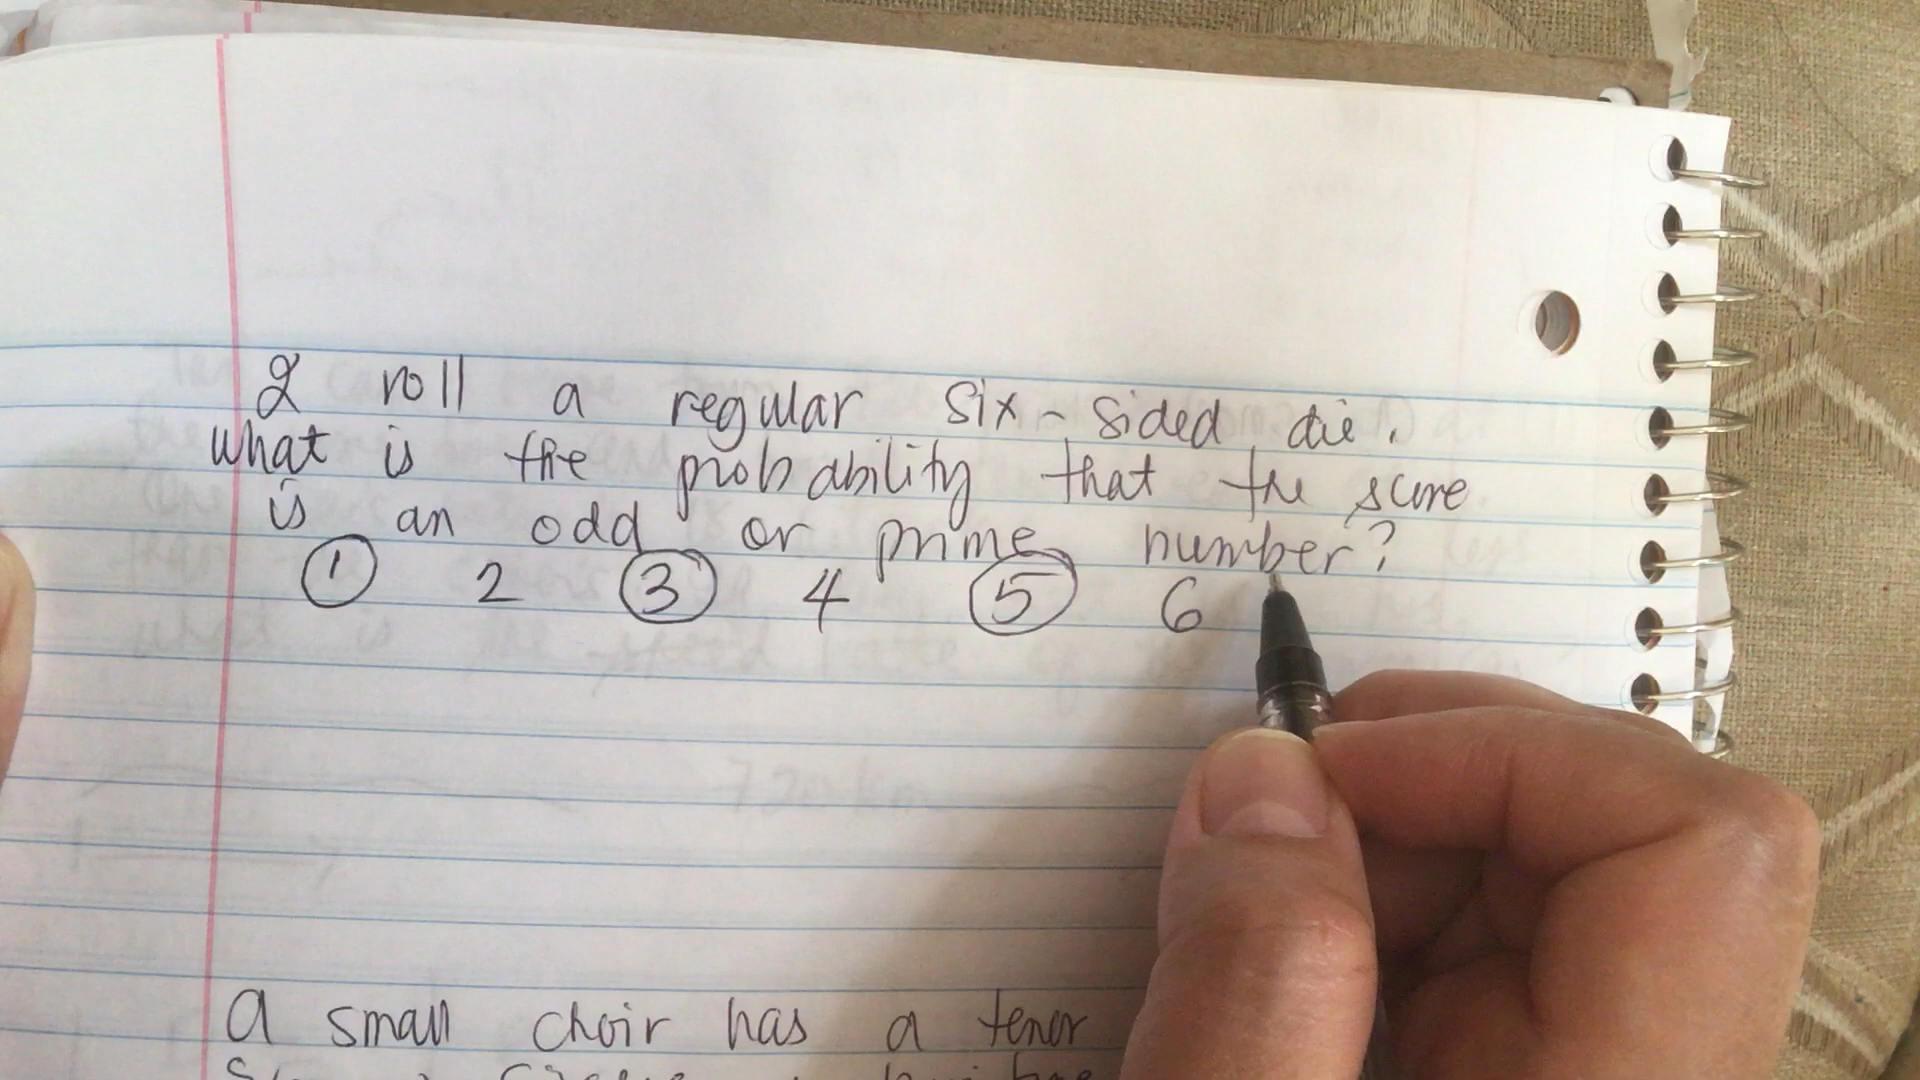 I roll a regular six-sided die.
What is the probability that the score
is an odd or prime number?
1 2 3 4 5 6
A small choir has a tenor